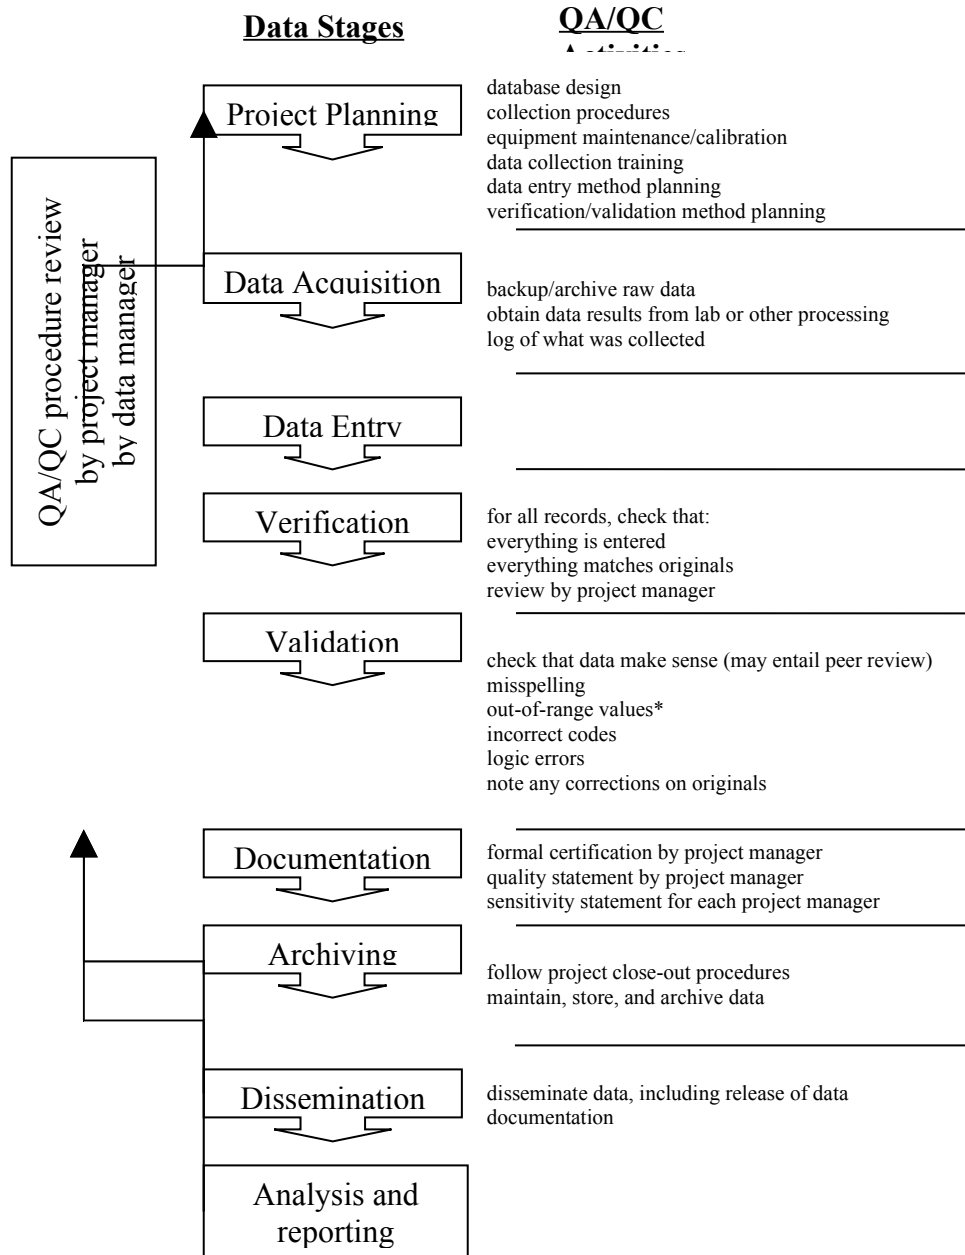 Data Stages
QA/QC
Activities
Project Planning
database design
collection procedures
equipment maintenance/calibration
data collection training
data entry method planning
verification/validation method planning
QA/QC procedure review
by project manager
by data manager
Data Acquisition
backup/archive raw data
obtain data results from lab or other processing
log of what was collected
Data Entry
Verification
for all records, check that:
everything is entered
everything matches originals
review by project manager
Validation
check that data make sense (may entail peer review)
misspelling
out-of-range values*
incorrect codes
logic errors
note any corrections on originals
Documentation
formal certification by project manager
quality statement by project manager
sensitivity statement for each project manager
Archiving
follow project close-out procedures
maintain, store, and archive data
Dissemination
disseminate data, including release of data
documentation
Analysis and
reporting